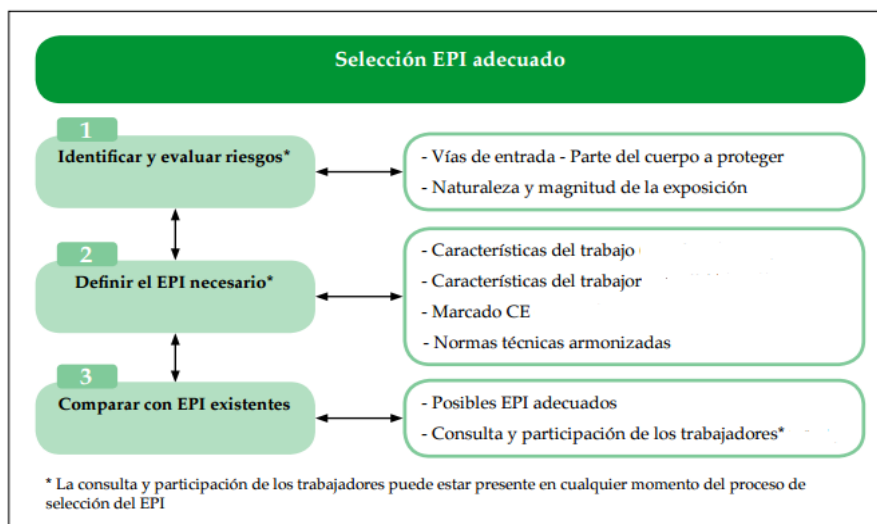 Selección EPI adecuado
1
Identificar y evaluar riesgos*
- Vías de entrada - Parte del cuerpo a proteger
- Naturaleza y magnitud de la exposición
2
Definir el EPI necesario*
- Características del trabajo
- Características del trabajor
- Marcado CE
- Normas técnicas armonizadas
3
Comparar con EPI existentes
- Posibles EPI adecuados
- Consulta y participación de los trabajadores*
* La consulta y participación de los trabajadores puede estar presente en cualquier momento del proceso de
selección del EPI